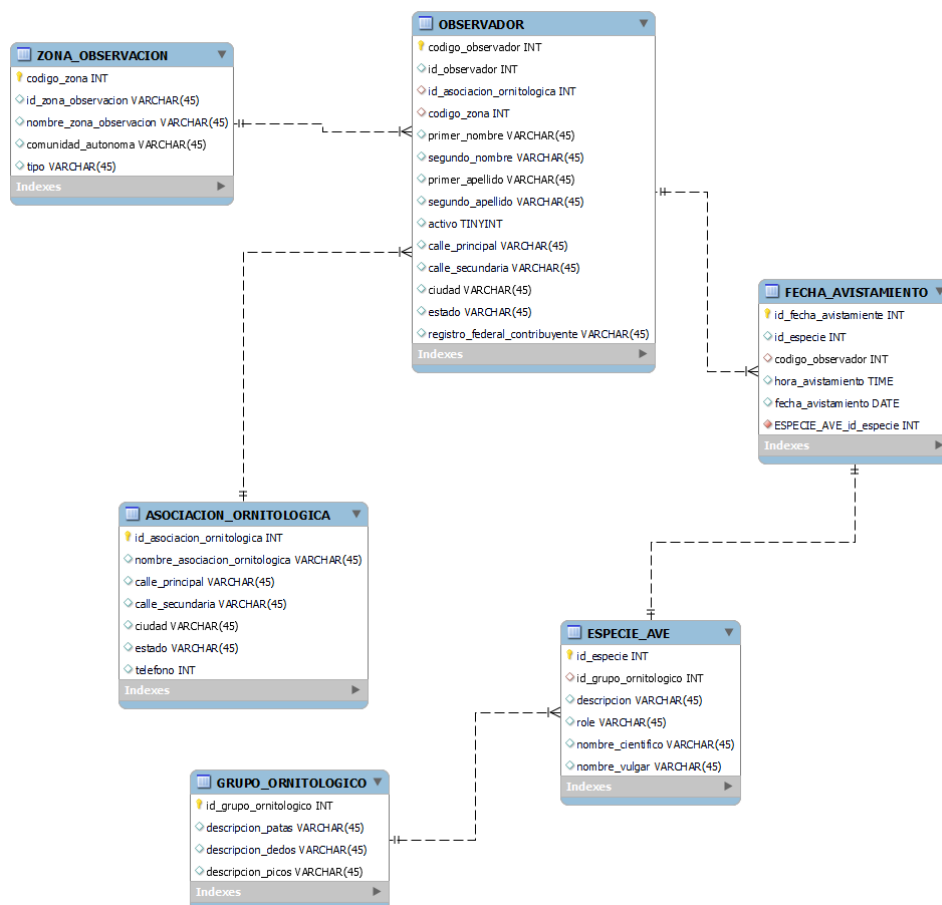 ZONA_OBSERVACION
codigo_zona INT
id_zona_observacion VARCHAR(45)
nombre_zona_observacion VARCHAR(45)
comunidad_autonoma VARCHAR(45)
tipo VARCHAR(45)
Indexes
OBSERVADOR
codigo_observador INT
id_observador INT
id_asociacion_ornitologica INT
codigo_zona INT
primer_nombre VARCHAR(45)
segundo_nombre VARCHAR(45)
primer_apellido VARCHAR(45)
segundo_apellido VARCHAR(45)
activo TINYINT
calle_principal VARCHAR(45)
calle_secundaria VARCHAR(45)
ciudad VARCHAR(45)
estado VARCHAR(45)
registro_federal_contribuyente VARCHAR(45)
Indexes
FECHA_AVISTAMIENTO
id_fecha_avistamiente INT
id_especie INT
codigo_observador INT
hora_avistamiento TIME
fecha_avistamiento DATE
ESPECIE_AVE_id_especie INT
Indexes
ASOCIACION_ORNITOLOGICA
id_asociacion_ornitologica INT
nombre_asociacion_ornitologica VARCHAR(45)
calle_principal VARCHAR(45)
calle_secundaria VARCHAR(45)
ciudad VARCHAR(45)
estado VARCHAR(45)
telefono INT
Indexes
ESPECIE_AVE
id_especie INT
id_grupo_ornitologico INT
descripcion VARCHAR(45)
role VARCHAR(45)
nombre_cientifico VARCHAR(45)
nombre_vulgar VARCHAR(45)
Indexes
GRUPO_ORNITOLOGICO
id_grupo_ornitologico INT
descripcion_patas VARCHAR(45)
descripcion_dedos VARCHAR(45)
descripcion_picos VARCHAR(45)
Indexes